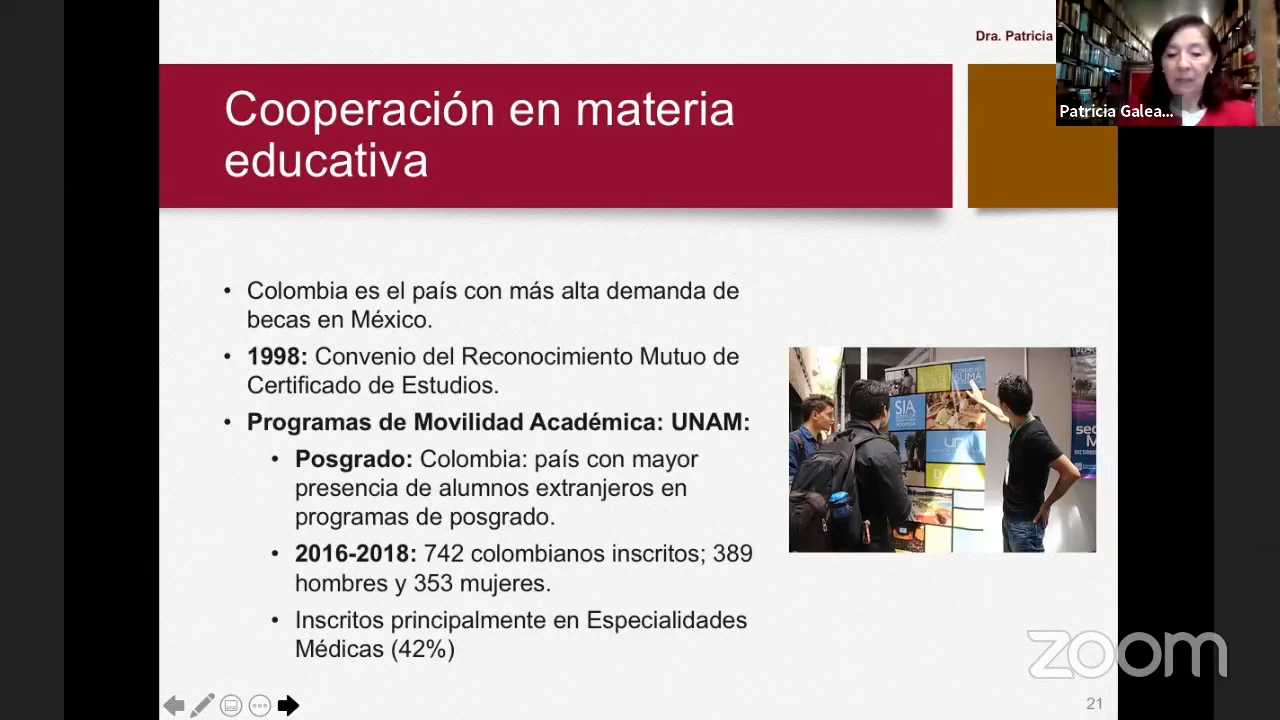 Dra. Patricia
Patricia Galea...
Cooperación en materia
educativa
• Colombia es el país con más alta demanda de
becas en México.
• 1998: Convenio del Reconocimiento Mutuo de
Certificado de Estudios.
• Programas de Movilidad Académica: UNAM:
• Posgrado: Colombia: país con mayor
presencia de alumnos extranjeros en
programas de posgrado.
• 2016-2018: 742 colombianos inscritos; 389
hombres y 353 mujeres.
• Inscritos principalmente en Especialidades
Médicas (42%)
SUMA
SIA
zoom
21